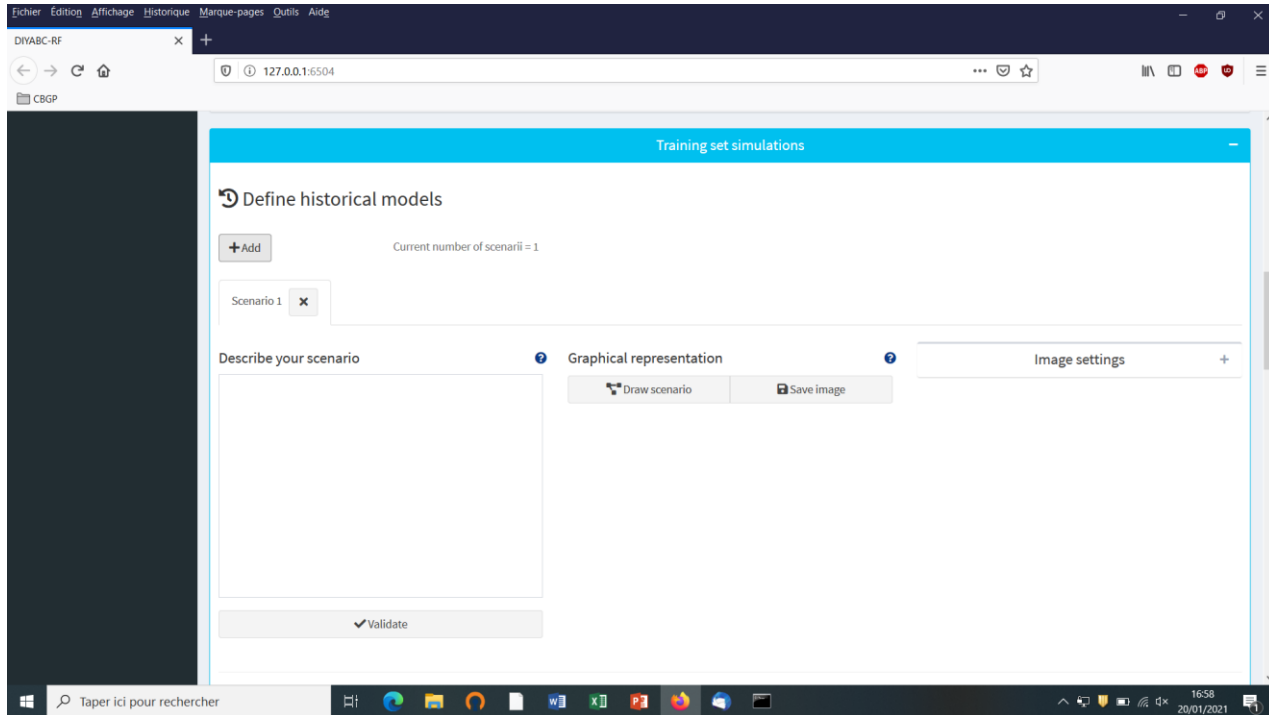 Fichier Édition Affichage Historique Marque-pages Outils Aide
DIYABC-RF
127.0.0.1:6504
ABP
CBGP
Training set simulations
Define historical models
Add Current number of scenarii = 1
Scenario 1
Describe your scenario Graphical representation Image settings
Draw scenario Save image
Validate
Taper ici pour rechercher
16:58
20/01/2021